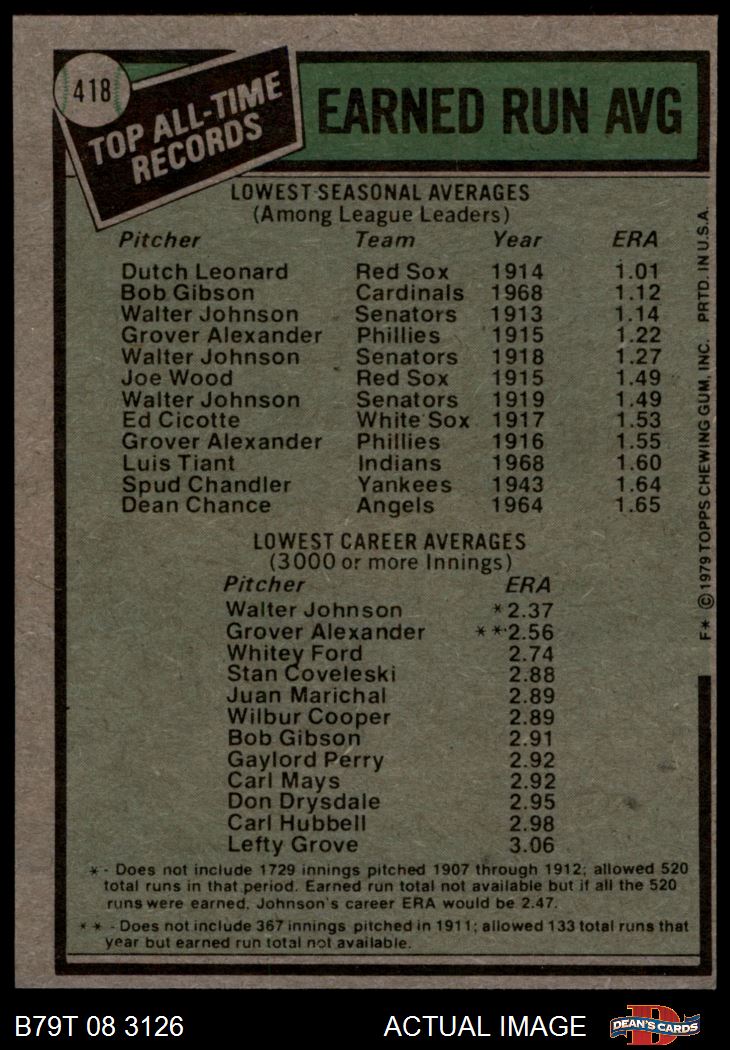 418
TOP ALL-TIME
RECORDS
EARNED RUN AVG
LOWEST SEASONAL AVERAGES
(Among League Leaders)
Pitcher Team Year ERA
Dutch Leonard Red Sox 1914 1.01
Bob Gibson Cardinals 1968 1.12
Walter Johnson Senators 1913 1.14
Grover Alexander Phillies 1915 1.22
Walter Johnson Senators 1918 1.27
Joe Wood Red Sox 1915 1.49
Walter Johnson Senators 1919 1.49
Ed Cicotte White Sox 1917 1.53
Grover Alexander Phillies 1916 1.55
Luis Tiant Indians 1968 1.60
Spud Chandler Yankees 1943 1.64
Dean Chance Angels 1964 1.65
LOWEST CAREER AVERAGES
(3000 or more Innings)
Pitcher ERA
Walter Johnson *2.37
Grover Alexander **2.56
Whitey Ford 2.74
Stan Coveleski 2.88
Juan Marichal 2.89
Wilbur Cooper 2.89
Bob Gibson 2.91
Gaylord Perry 2.92
Carl Mays 2.92
Don Drysdale 2.95
Carl Hubbell 2.98
Lefty Grove 3.06
* - Does not include 1729 innings pitched 1907 through 1912; allowed 520
total runs in that period. Earned run total not available but if all the 520
runs were earned, Johnson's career ERA would be 2.47.
* * - Does not include 367 innings pitched in 1911; allowed 133 total runs that
year but earned run total not available.
F* © 1979 TOPPS CHEWING GUM, INC. PRTD. IN U.S.A.
B79T 08 3126 ACTUAL IMAGE
D
DEAN'S CARDS